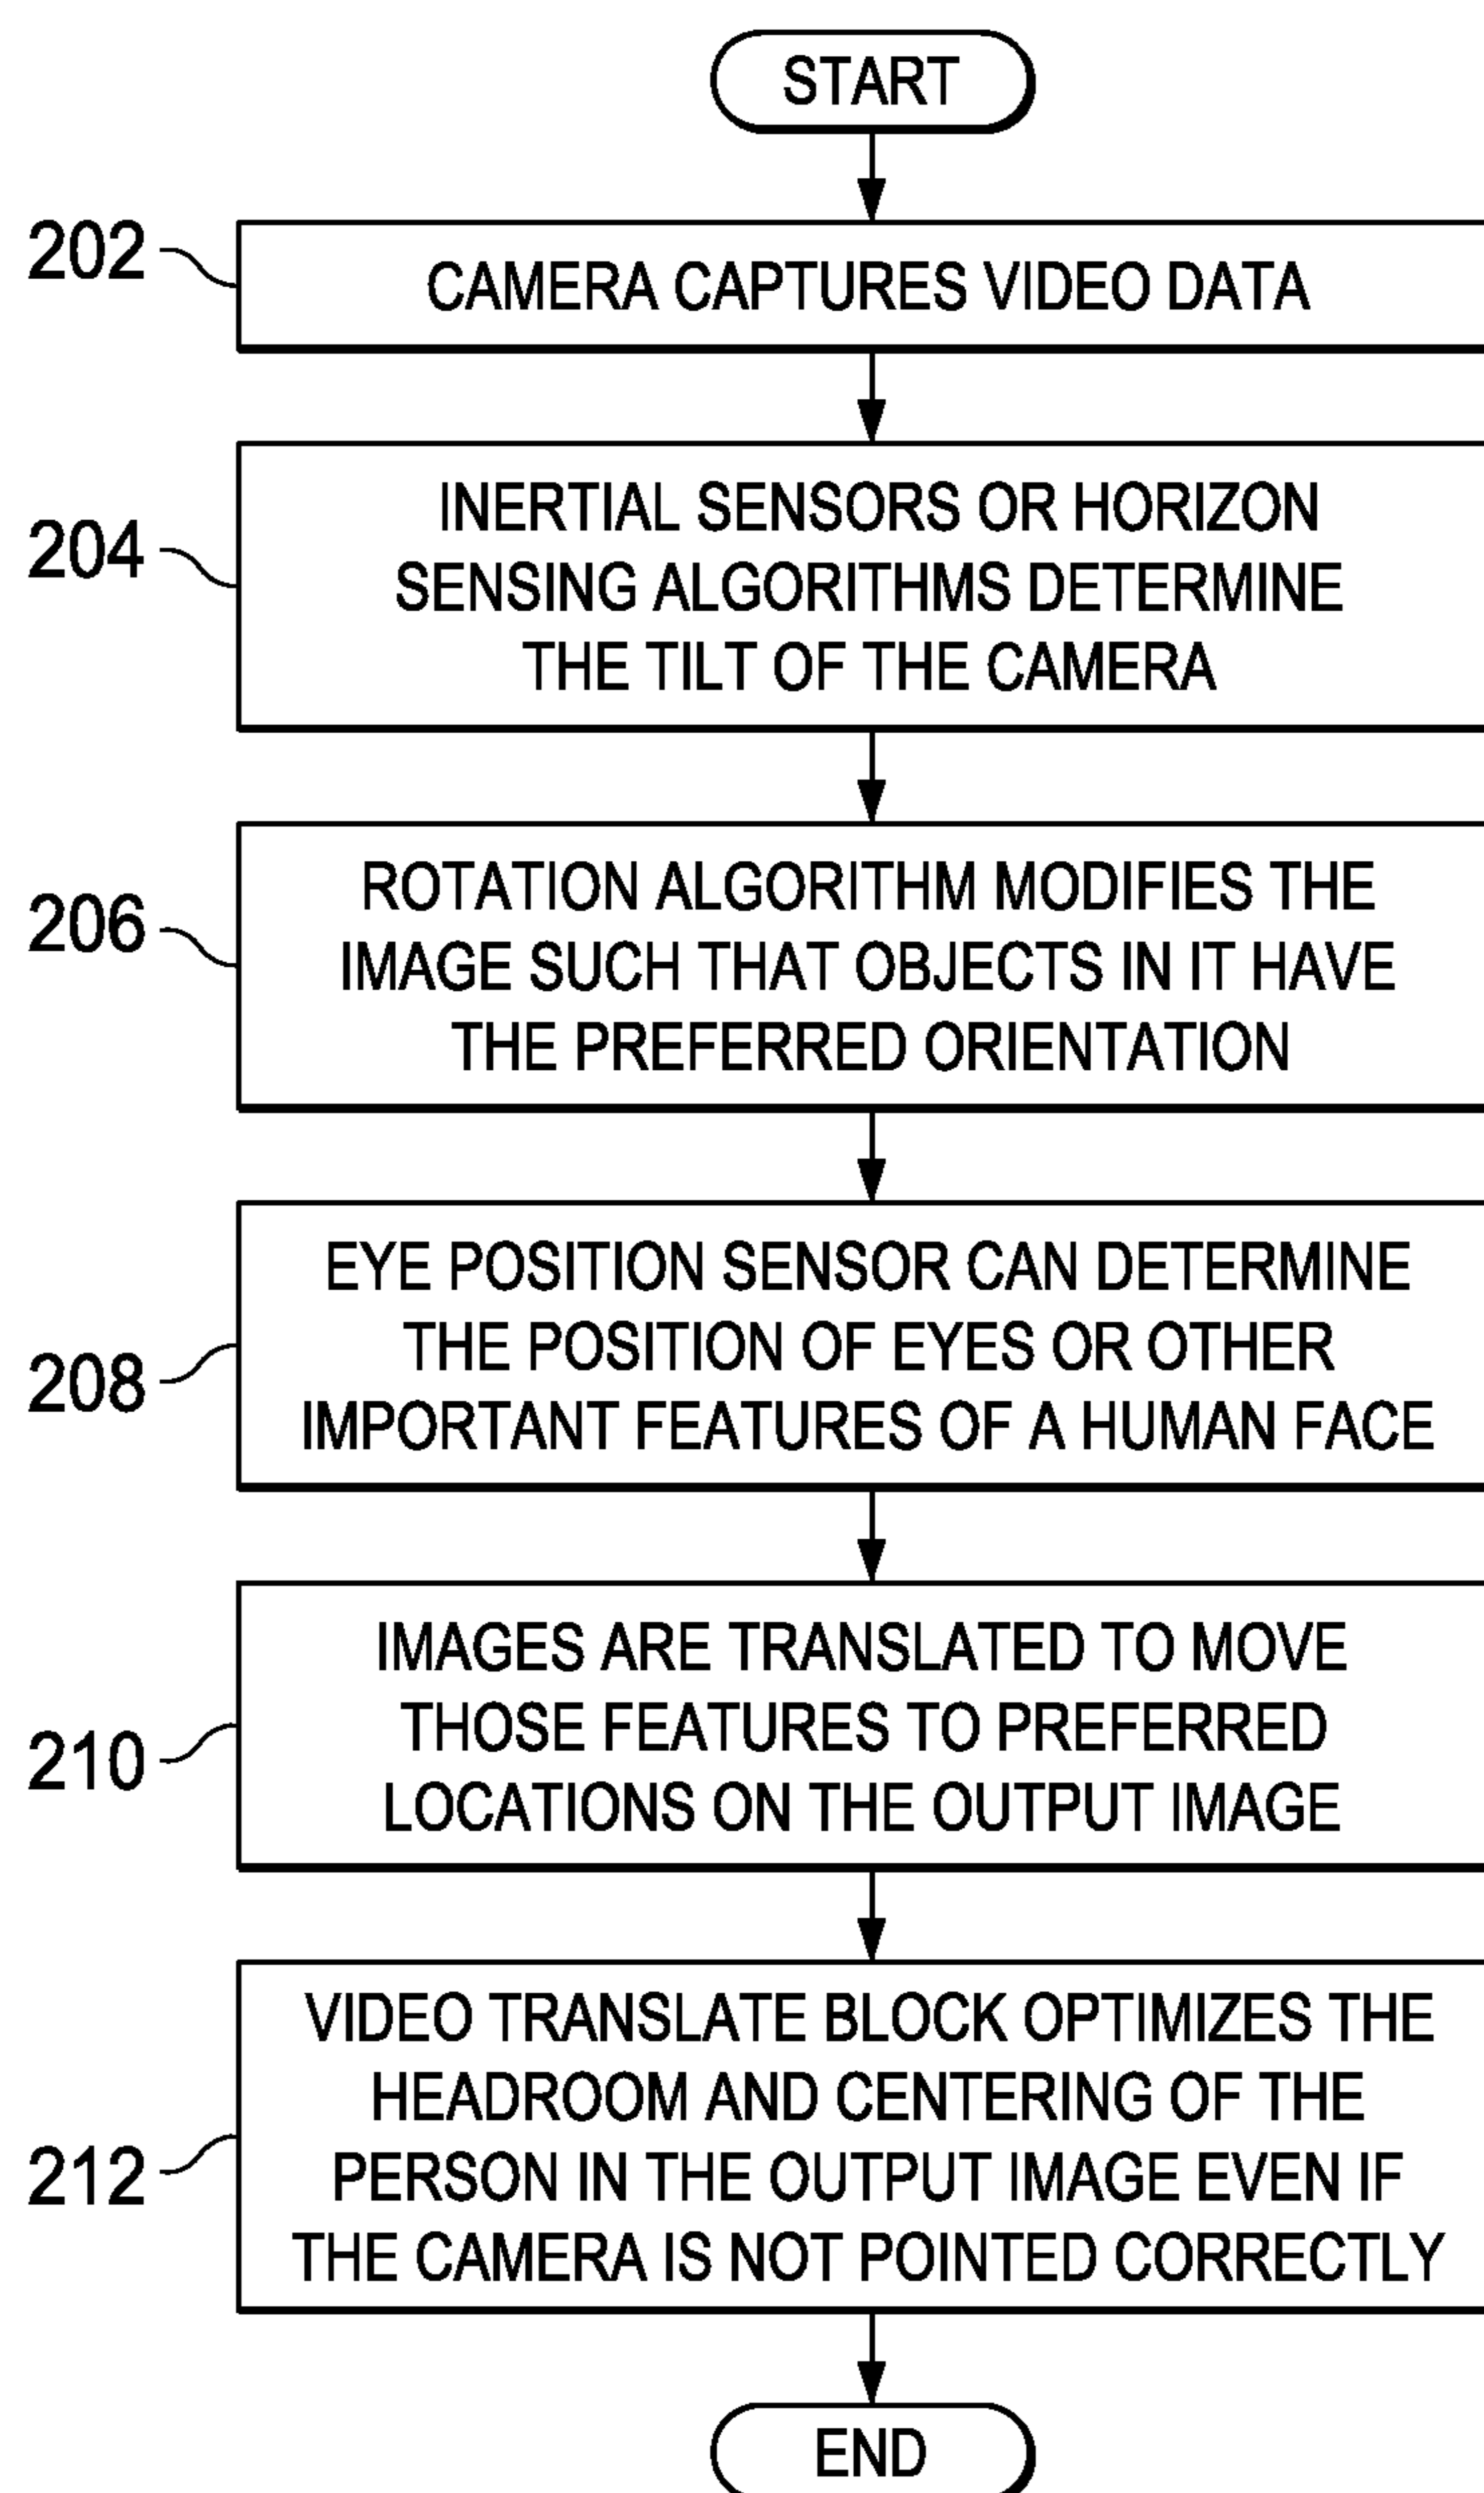 START
202
CAMERA CAPTURES VIDEO DATA
204
INERTIAL SENSORS OR HORIZON
SENSING ALGORITHMS DETERMINE
THE TILT OF THE CAMERA
206
ROTATION ALGORITHM MODIFIES THE
IMAGE SUCH THAT OBJECTS IN IT HAVE
THE PREFERRED ORIENTATION
208
EYE POSITION SENSOR CAN DETERMINE
THE POSITION OF EYES OR OTHER
IMPORTANT FEATURES OF A HUMAN FACE
210
IMAGES ARE TRANSLATED TO MOVE
THOSE FEATURES TO PREFERRED
LOCATIONS ON THE OUTPUT IMAGE
212
VIDEO TRANSLATE BLOCK OPTIMIZES THE
HEADROOM AND CENTERING OF THE
PERSON IN THE OUTPUT IMAGE EVEN IF
THE CAMERA IS NOT POINTED CORRECTLY
END